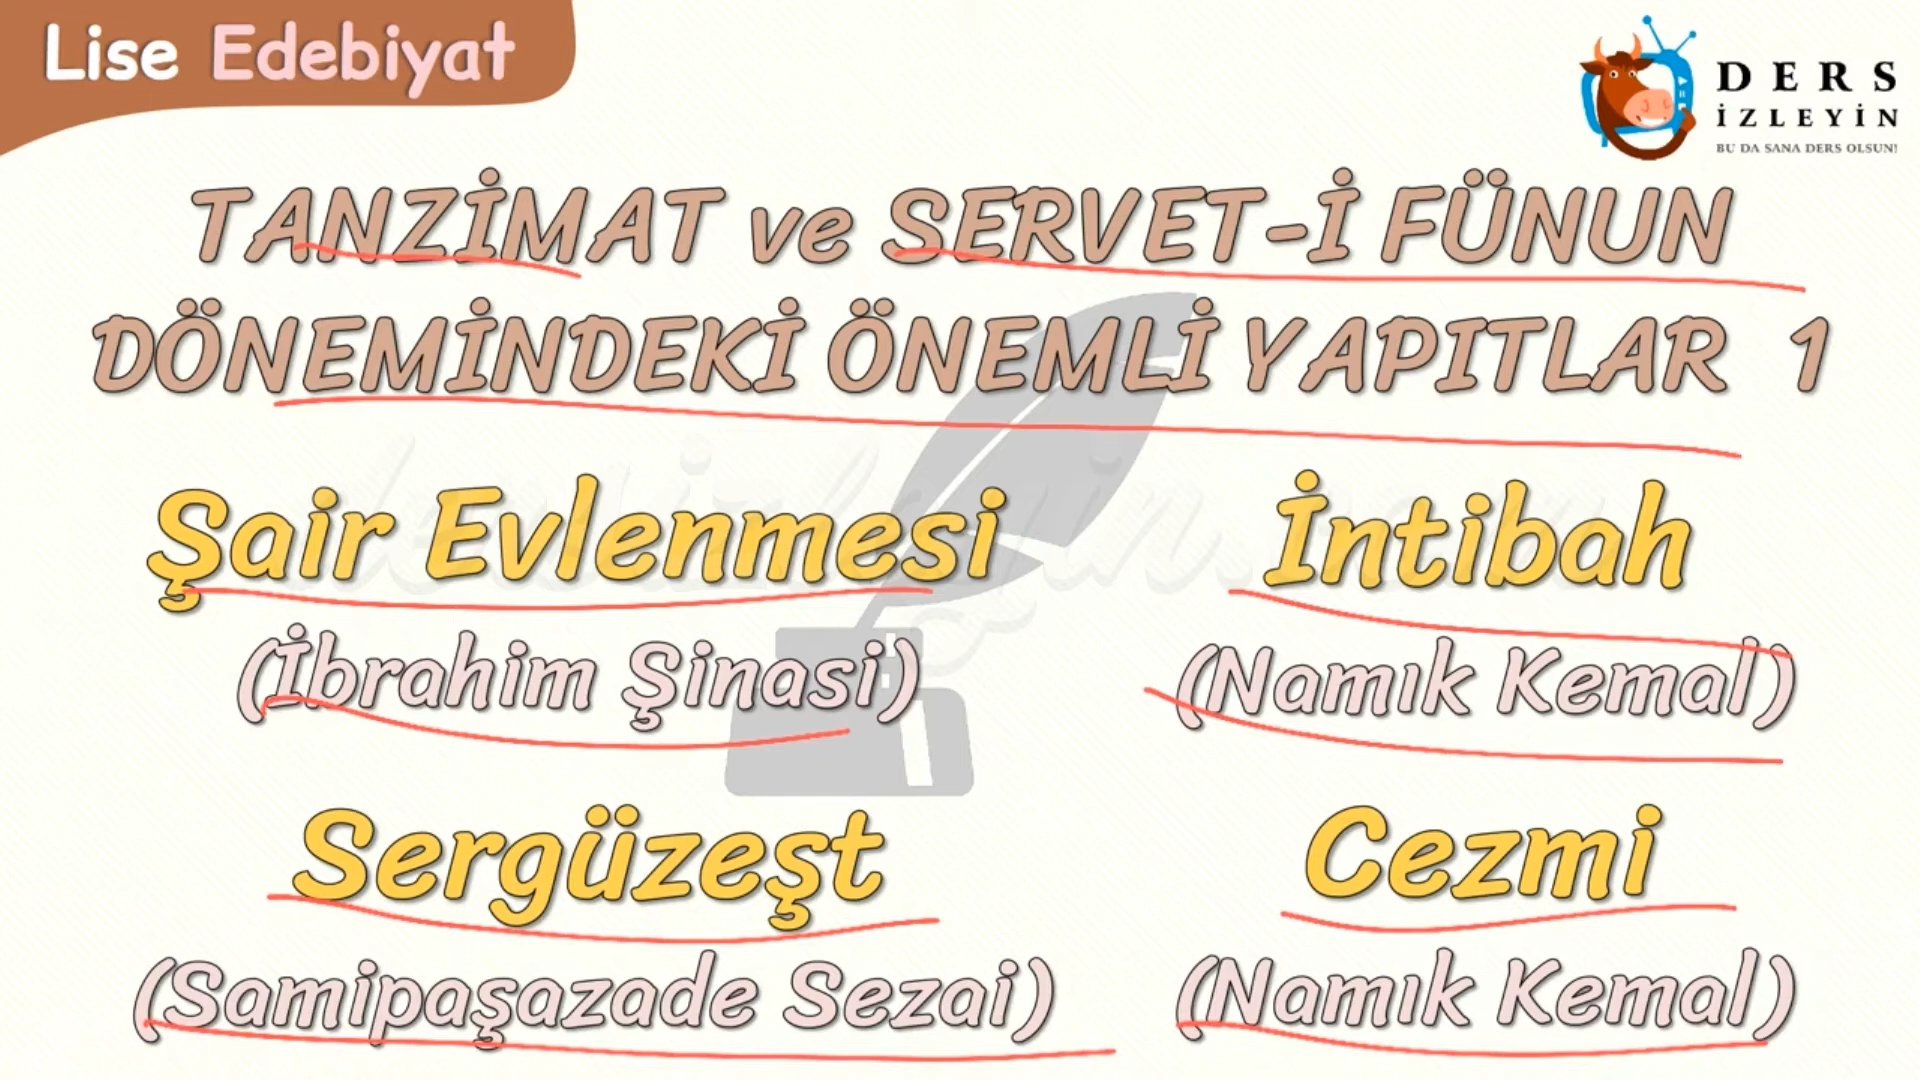 Lise Edebiyat
DERS
İZLEYİN
BU DA SANA DERS OLSUN!
TANZİMAT ve SERVET-İ FÜNUN
DÖNEMİNDEKİ ÖNEMLİ YAPITLAR 1
Şair Evlenmesi
(İbrahim Şinasi)
İntibah
(Namık Kemal)
Sergüzeşt
(Samipaşazade Sezai)
Cezmi
(Namık Kemal)